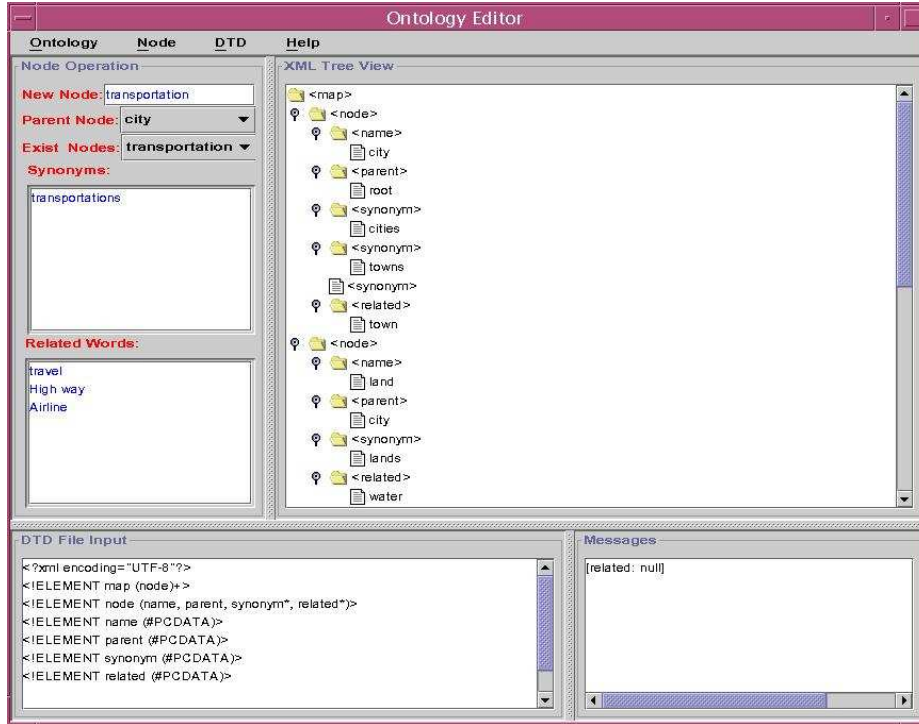 Ontology Editor
Ontology Node DTD Help
Node Operation
New Node: transportation
Parent Node: city
Exist Nodes: transportation
Synonyms:
transportations
Related Words:
travel
High way
Airline
XML Tree View
<map>
<node>
<name>
city
<parent>
root
<synonym>
cities
<synonym>
towns
<synonym>
<related>
town
<node>
<name>
land
<parent>
city
<synonym>
lands
<related>
water
DTD File Input
<?xml encoding="UTF-8"?>
<!ELEMENT map (node)+>
<!ELEMENT node (name, parent, synonym*, related*)>
<!ELEMENT name (#PCDATA)>
<!ELEMENT parent (#PCDATA)>
<!ELEMENT synonym (#PCDATA)>
<!ELEMENT related (#PCDATA)>
Messages
[related: null]